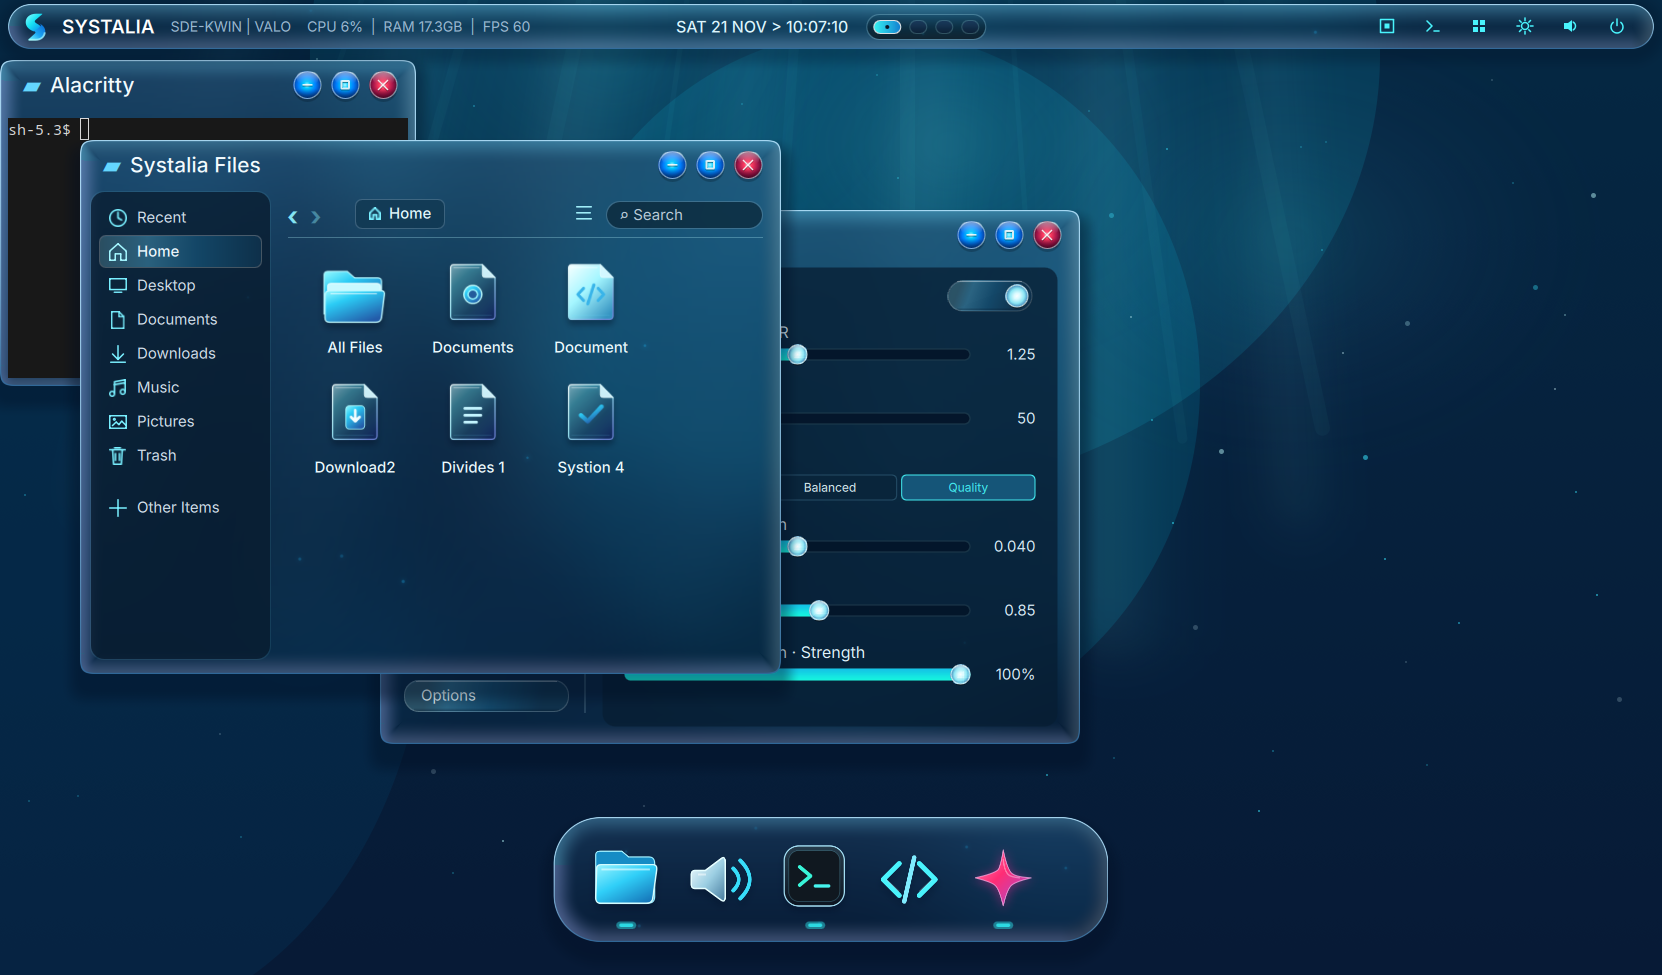 SYSTALIA SDE-KWIN | VALO CPU 6% | RAM 17.3GB | FPS 60 SAT 21 NOV > 10:07:10
Alacritty
sh-5.3$
Systalia Files
Recent
Home
Desktop
Documents
Downloads
Music
Pictures
Trash
Other Items
Home
Search
All Files
Documents
Document
Download2
Divides 1
Systion 4
R
1.25
50
Balanced
Quality
0.040
0.85
· Strength
100%
Options